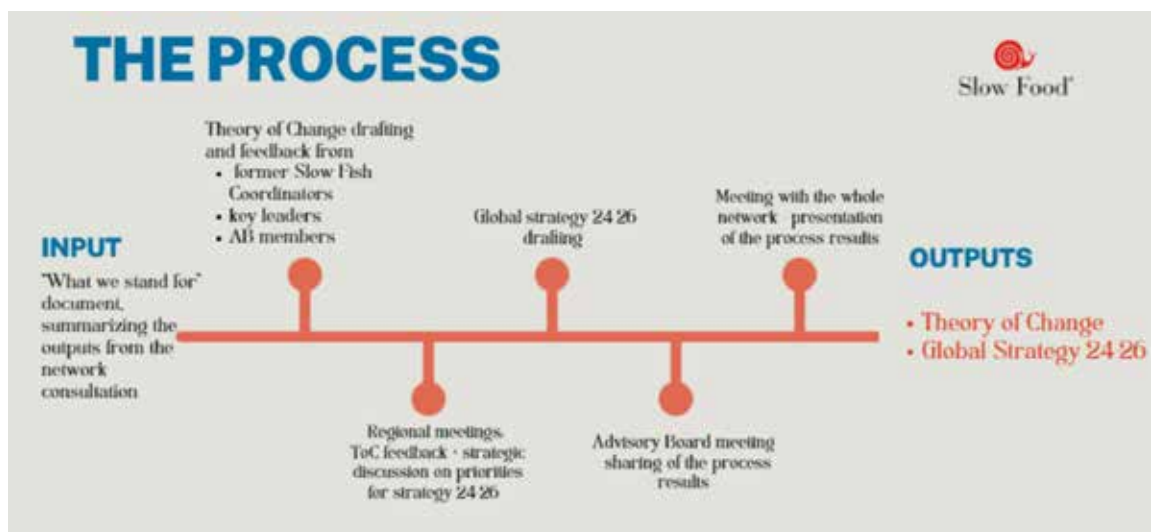 THE PROCESS
Slow Food®
Theory of Change drafting
and feedback from
• former Slow Fish
Coordinators
• key leaders
• AB members
INPUT
"What we stand for"
document,
summarizing the
outputs from the
network
consultation
Regional meetings.
ToC feedback - strategic
discussion on priorities
for strategy 24 26
Global strategy 24 26
drafting
Advisory Board meeting
sharing of the process
results
Meeting with the whole
network presentation
of the process results
OUTPUTS
• Theory of Change
• Global Strategy 24 26